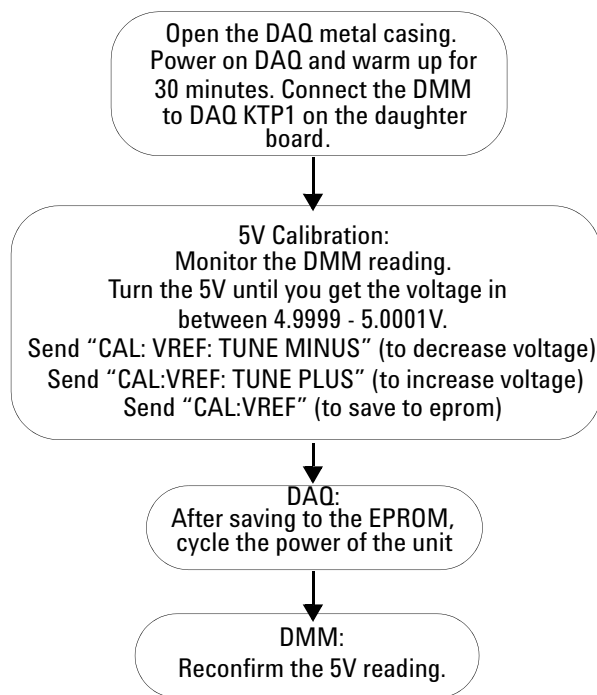 Open the DAQ metal casing.
Power on DAQ and warm up for
30 minutes. Connect the DMM
to DAQ KTP1 on the daughter
board.
5V Calibration:
Monitor the DMM reading.
Turn the 5V until you get the voltage in
between 4.9999 - 5.0001V.
Send “CAL: VREF: TUNE MINUS” (to decrease voltage)
Send “CAL:VREF: TUNE PLUS” (to increase voltage)
Send “CAL:VREF” (to save to eprom)
DAQ:
After saving to the EPROM,
cycle the power of the unit
DMM:
Reconfirm the 5V reading.